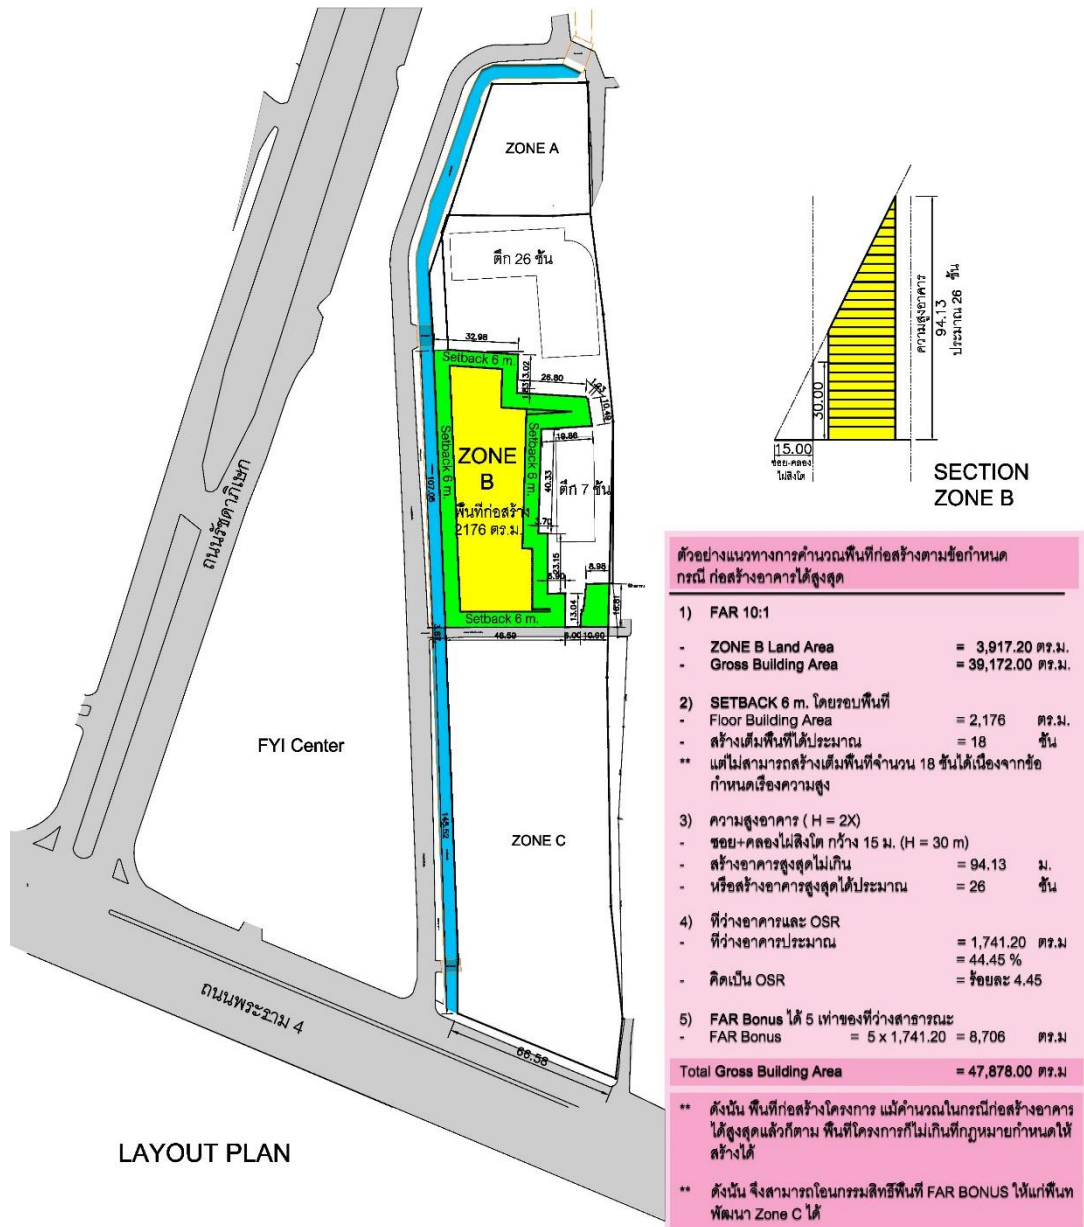 ZONE A
ตึก 26 ชั้น
32.98
Setback 6 m.
3.02
1.53
26.80
1.23
10.49
19.86
ZONE
B
พื้นที่ก่อสร้าง
2176 ตร.ม.
Setback 6 m.
Setback 6 m.
107.05
40.33
ตึก 7 ชั้น
3.70
23.15
5.90
8.98
13.04
16.81
Setback 6 m.
3.87
48.59
6.00
10.90
ถนนรัชดาภิเษก
FYI Center
ZONE C
148.52
ถนนพระราม 4
66.58
LAYOUT PLAN
ความสูงอาคาร
94.13
ประมาณ 26 ชั้น
30.00
15.00
ซอย-คลอง
ไผ่สิงโต
SECTION
ZONE B
ตัวอย่างแนวทางการคำนวณพื้นที่ก่อสร้างตามข้อกำหนด
กรณี ก่อสร้างอาคารได้สูงสุด
1) FAR 10:1
- ZONE B Land Area = 3,917.20 ตร.ม.
- Gross Building Area = 39,172.00 ตร.ม.
2) SETBACK 6 m. โดยรอบพื้นที่
- Floor Building Area = 2,176 ตร.ม.
- สร้างเต็มพื้นที่ได้ประมาณ = 18 ชั้น
** แต่ไม่สามารถสร้างเต็มพื้นที่จำนวน 18 ชั้นได้เนื่องจากข้อ
กำหนดเรื่องความสูง
3) ความสูงอาคาร ( H = 2X)
- ซอย+คลองไผ่สิงโต กว้าง 15 ม. (H = 30 m)
- สร้างอาคารสูงสุดไม่เกิน = 94.13 ม.
- หรือสร้างอาคารสูงสุดได้ประมาณ = 26 ชั้น
4) ที่ว่างอาคารและ OSR
- ที่ว่างอาคารประมาณ = 1,741.20 ตร.ม
= 44.45 %
- คิดเป็น OSR = ร้อยละ 4.45
5) FAR Bonus ได้ 5 เท่าของที่ว่างสาธารณะ
- FAR Bonus = 5 x 1,741.20 = 8,706 ตร.ม
Total Gross Building Area = 47,878.00 ตร.ม
** ดังนั้น พื้นที่ก่อสร้างโครงการ แม้คำนวณในกรณีก่อสร้างอาคาร
ได้สูงสุดแล้วก็ตาม พื้นที่โครงการก็ไม่เกินที่กฎหมายกำหนดให้
สร้างได้
** ดังนั้น จึงสามารถโอนกรรมสิทธิ์พื้นที่ FAR BONUS ให้แก่พื้นท
พัฒนา Zone C ได้